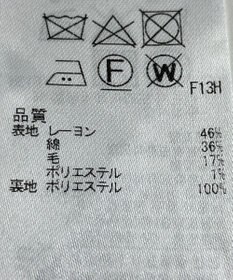 F
W
F13H
品質
表地 レーヨン 46%
綿 36%
毛 17%
ポリエステル 1%
裏地 ポリエステル 100%